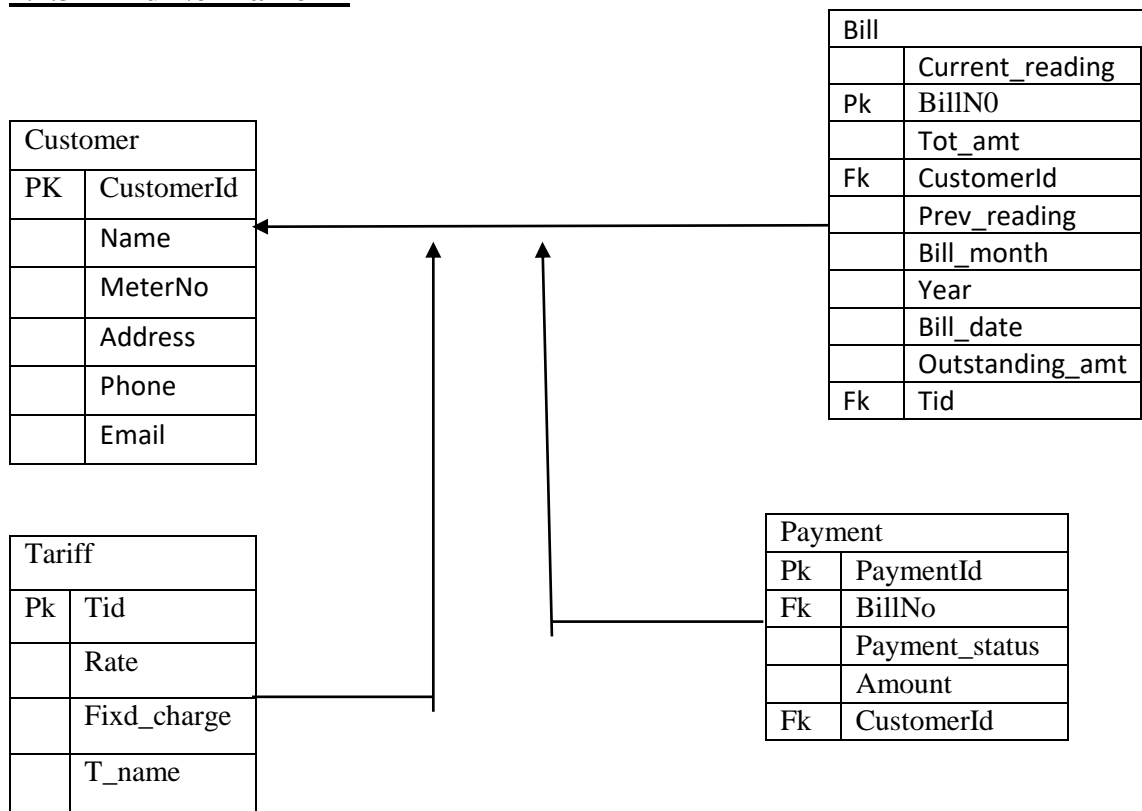 Customer
PK CustomerId
Name
MeterNo
Address
Phone
Email
Bill
Current_reading
Pk BillN0
Tot_amt
Fk CustomerId
Prev_reading
Bill_month
Year
Bill_date
Outstanding_amt
Fk Tid
Tariff
Pk Tid
Rate
Fixd_charge
T_name
Payment
Pk PaymentId
Fk BillNo
Payment_status
Amount
Fk CustomerId